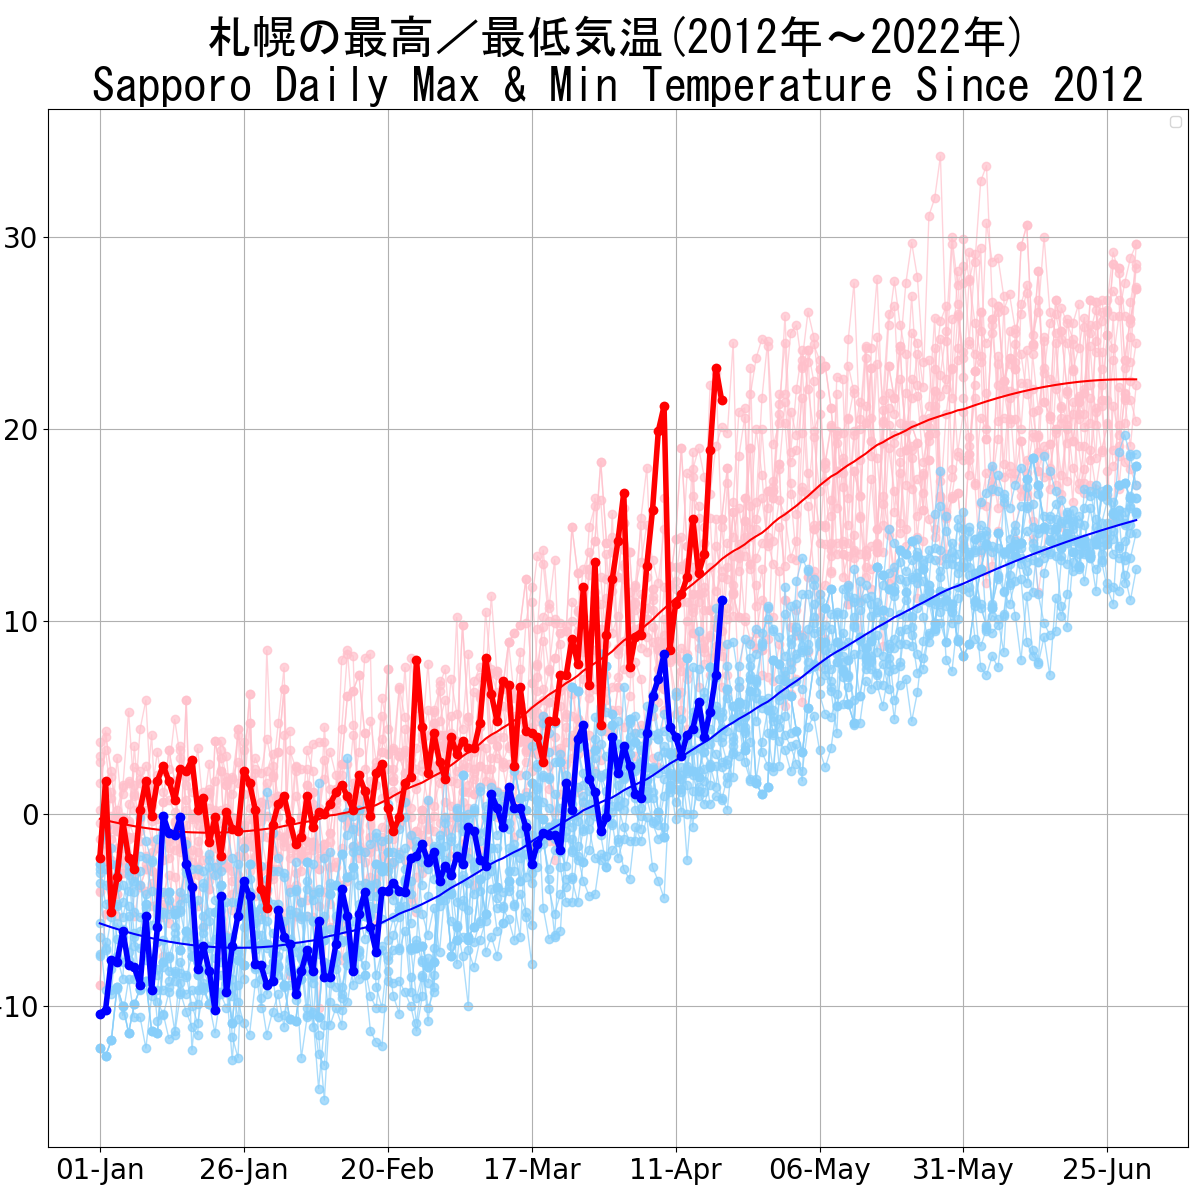 札幌の最高／最低気温(2012年～2022年)
Sapporo Daily Max & Min Temperature Since 2012
30
20
10
0
-10
01-Jan 26-Jan 20-Feb 17-Mar 11-Apr 06-May 31-May 25-Jun